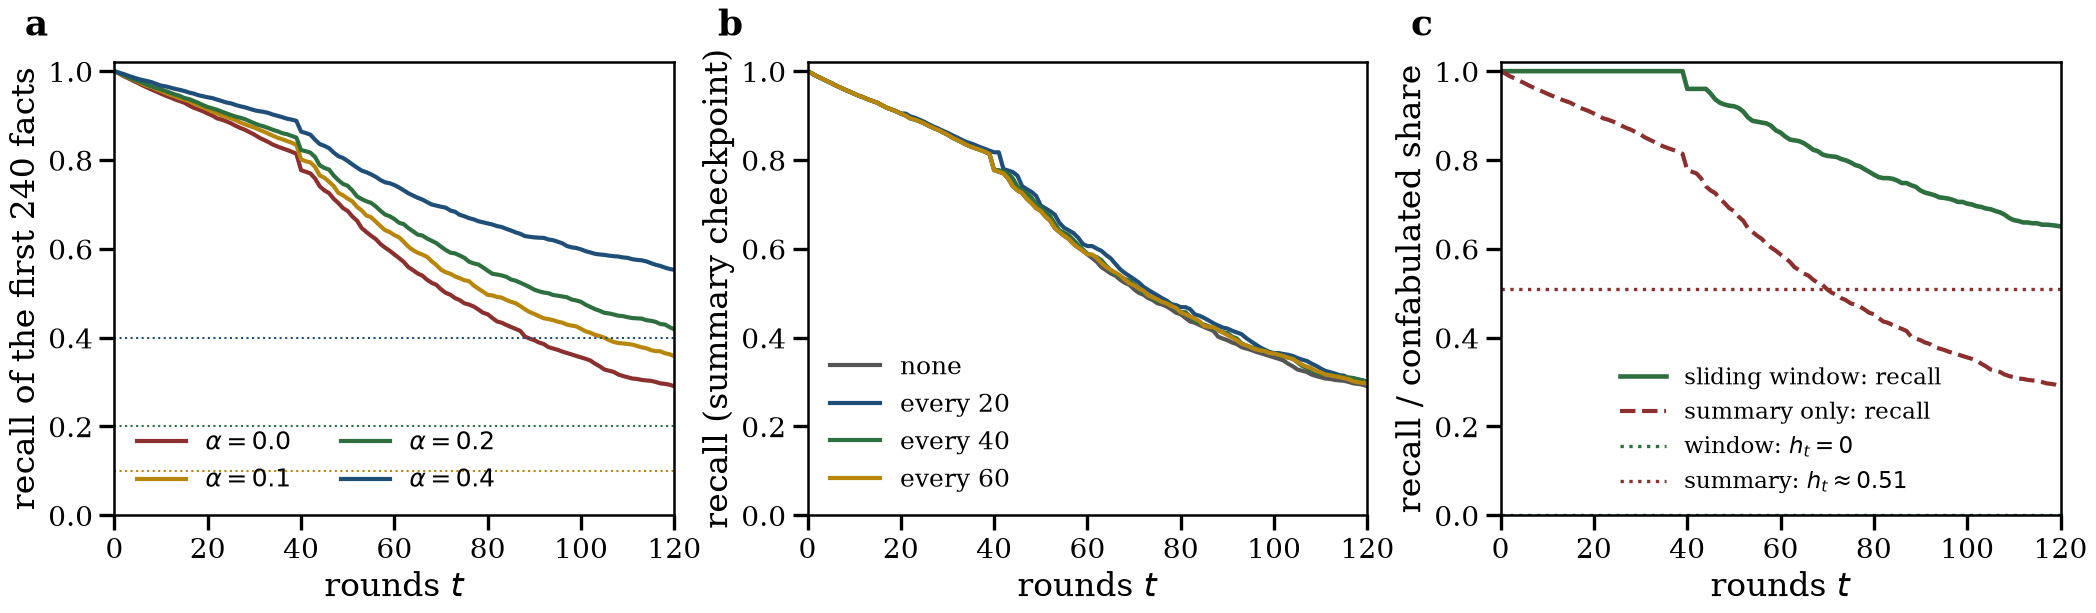 a
recall of the first 240 facts
1.0
0.8
0.6
0.4
0.2
0.0
α = 0.0
α = 0.1
α = 0.2
α = 0.4
0 20 40 60 80 100 120
rounds t
b
recall (summary checkpoint)
1.0
0.8
0.6
0.4
0.2
0.0
none
every 20
every 40
every 60
0 20 40 60 80 100 120
rounds t
c
recall / confabulated share
1.0
0.8
0.6
0.4
0.2
0.0
sliding window: recall
summary only: recall
window: hₜ = 0
summary: hₜ ≈ 0.51
0 20 40 60 80 100 120
rounds t